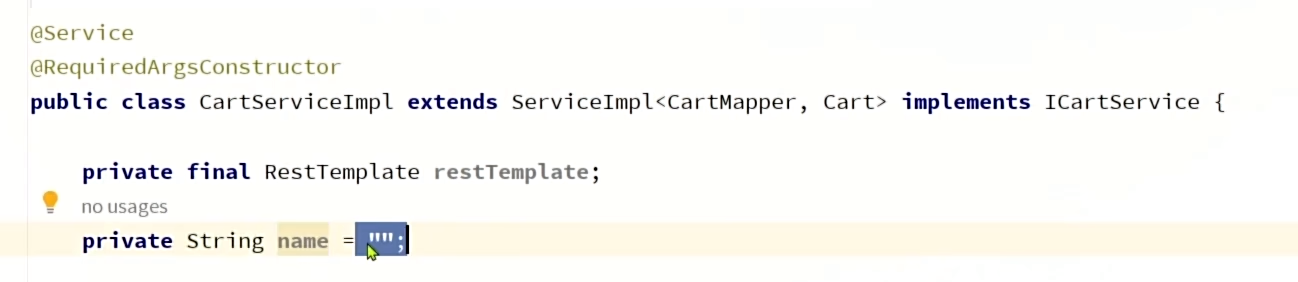 @Service
@RequiredArgsConstructor
public class CartServiceImpl extends ServiceImpl<CartMapper, Cart> implements ICartService {
private final RestTemplate restTemplate;
no usages
private String name = "";